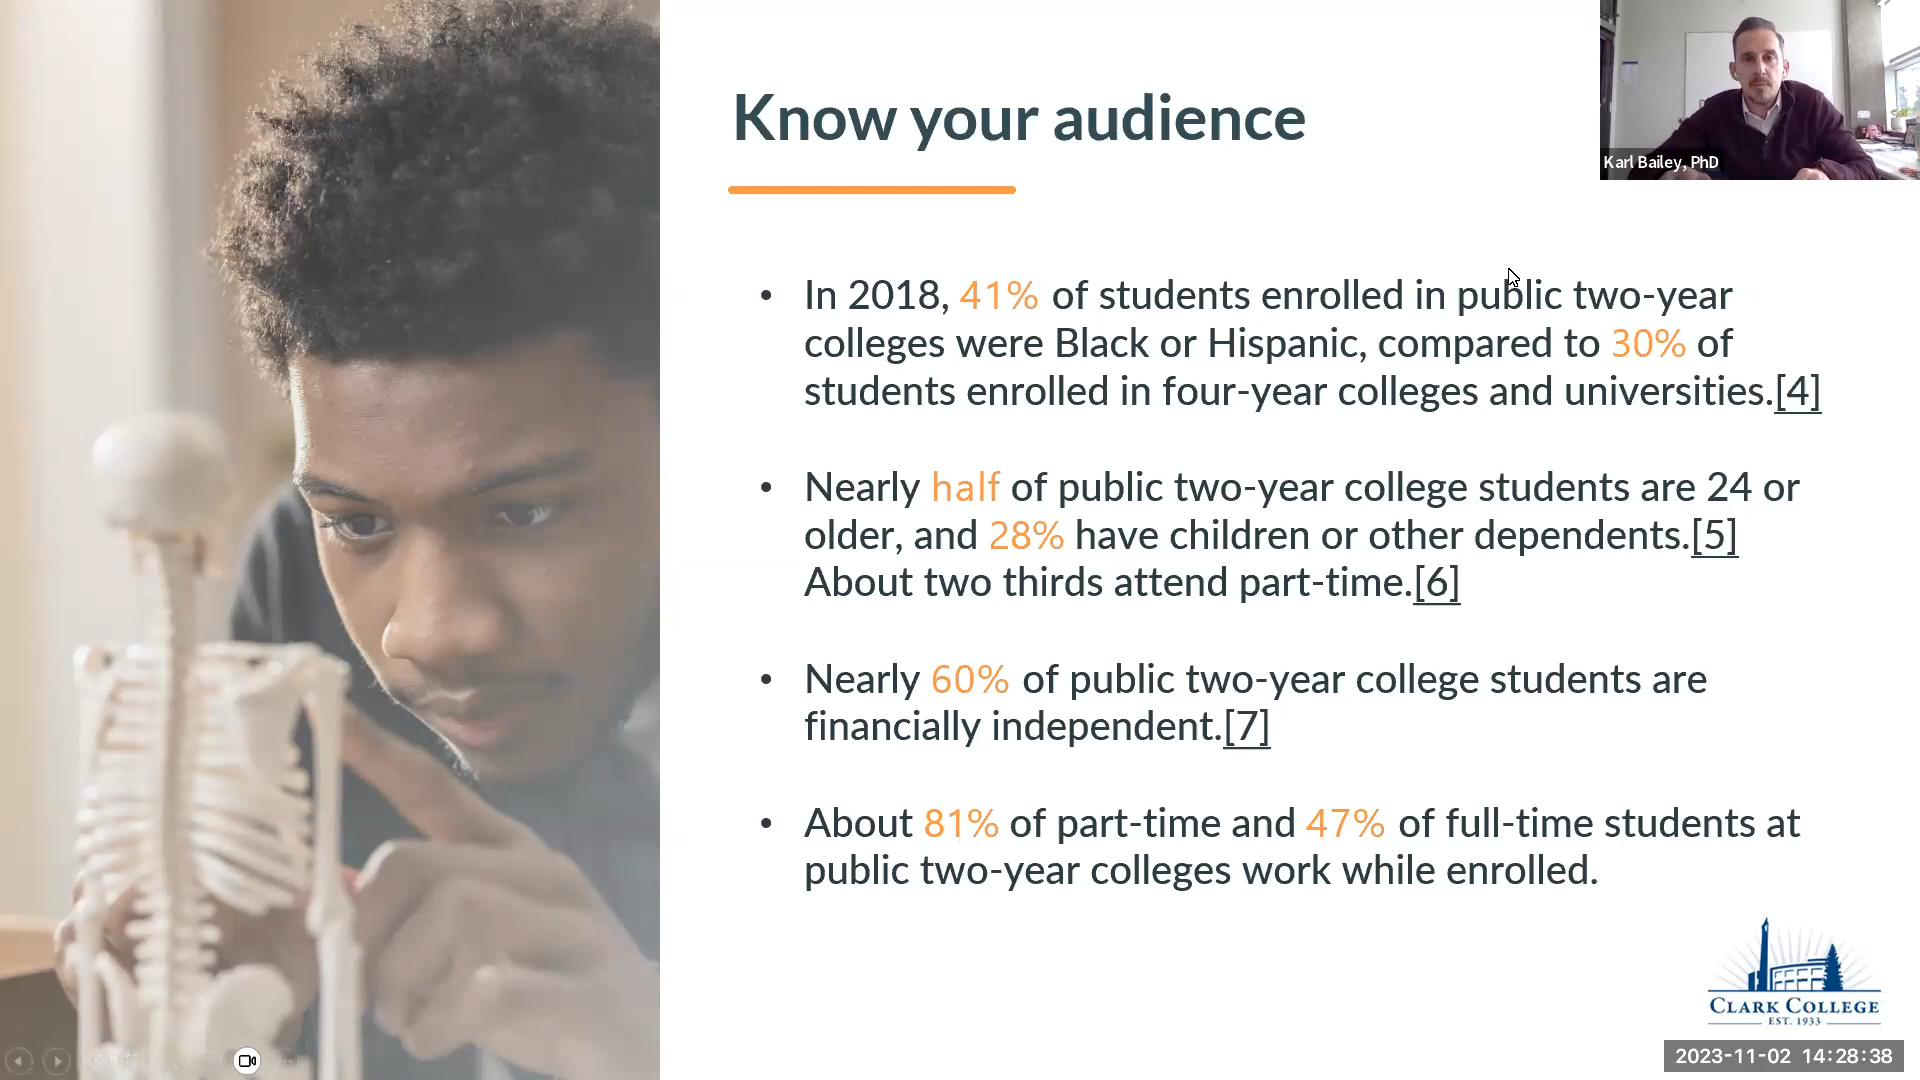 Know your audience
Karl Bailey, PhD
• In 2018, 41% of students enrolled in public two-year
colleges were Black or Hispanic, compared to 30% of
students enrolled in four-year colleges and universities.[4]
• Nearly half of public two-year college students are 24 or
older, and 28% have children or other dependents.[5]
About two thirds attend part-time.[6]
• Nearly 60% of public two-year college students are
financially independent.[7]
• About 81% of part-time and 47% of full-time students at
public two-year colleges work while enrolled.
CLARK COLLEGE
EST. 1933
2023-11-02 14:28:38